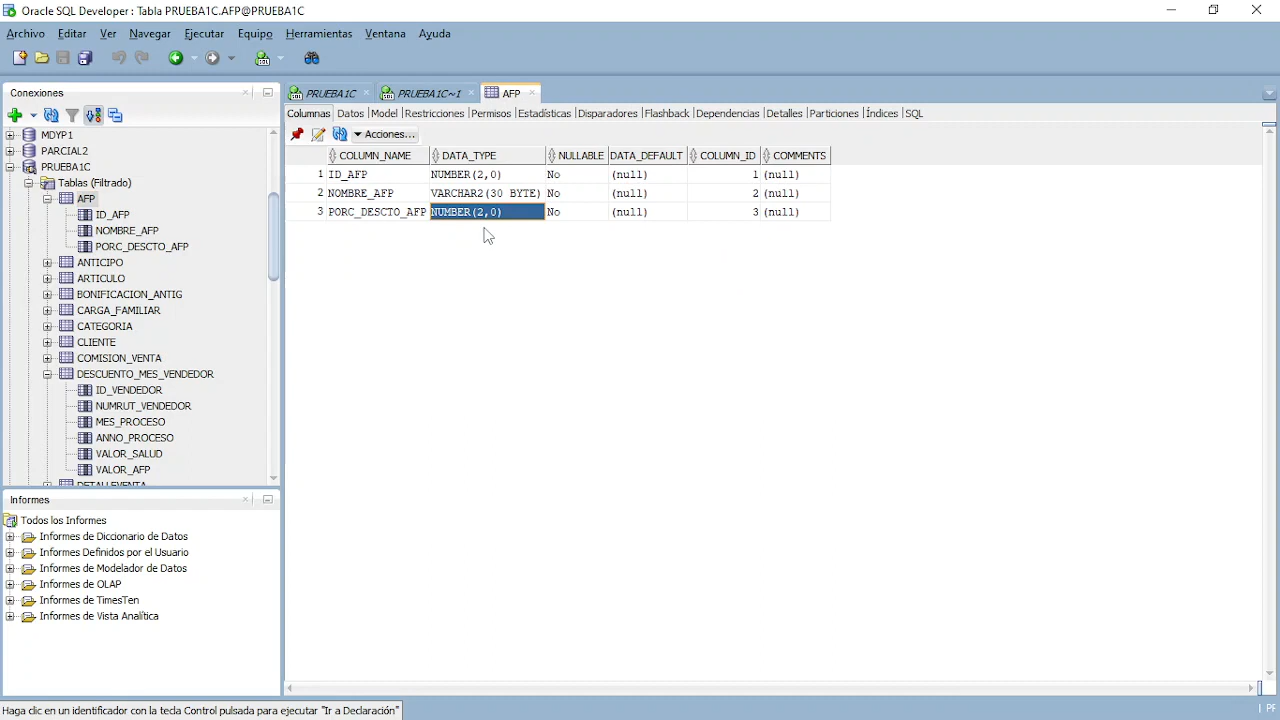 Oracle SQL Developer : Tabla PRUEBA1C.AFP@PRUEBA1C
Archivo Editar Ver Navegar Ejecutar Equipo Herramientas Ventana Ayuda
Conexiones
MDYP1
PARCIAL2
PRUEBA1C
Tablas (Filtrado)
AFP
ID_AFP
NOMBRE_AFP
PORC_DESCTO_AFP
ANTICIPO
ARTICULO
BONIFICACION_ANTIG
CARGA_FAMILIAR
CATEGORIA
CLIENTE
COMISION_VENTA
DESCUENTO_MES_VENDEDOR
ID_VENDEDOR
NUMRUT_VENDEDOR
MES_PROCESO
ANNO_PROCESO
VALOR_SALUD
VALOR_AFP
DETALLEVENTA
Informes
Todos los Informes
Informes de Diccionario de Datos
Informes Definidos por el Usuario
Informes de Modelador de Datos
Informes de OLAP
Informes de TimesTen
Informes de Vista Analítica
PRUEBA1C PRUEBA1C~1 AFP
Columnas Datos Model Restricciones Permisos Estadísticas Disparadores Flashback Dependencias Detalles Particiones Índices SQL
Acciones...
COLUMN_NAME DATA_TYPE NULLABLE DATA_DEFAULT COLUMN_ID COMMENTS
1 ID_AFP NUMBER(2,0) No (null) 1 (null)
2 NOMBRE_AFP VARCHAR2(30 BYTE) No (null) 2 (null)
3 PORC_DESCTO_AFP NUMBER(2,0) No (null) 3 (null)
Haga clic en un identificador con la tecla Control pulsada para ejecutar "Ir a Declaración"